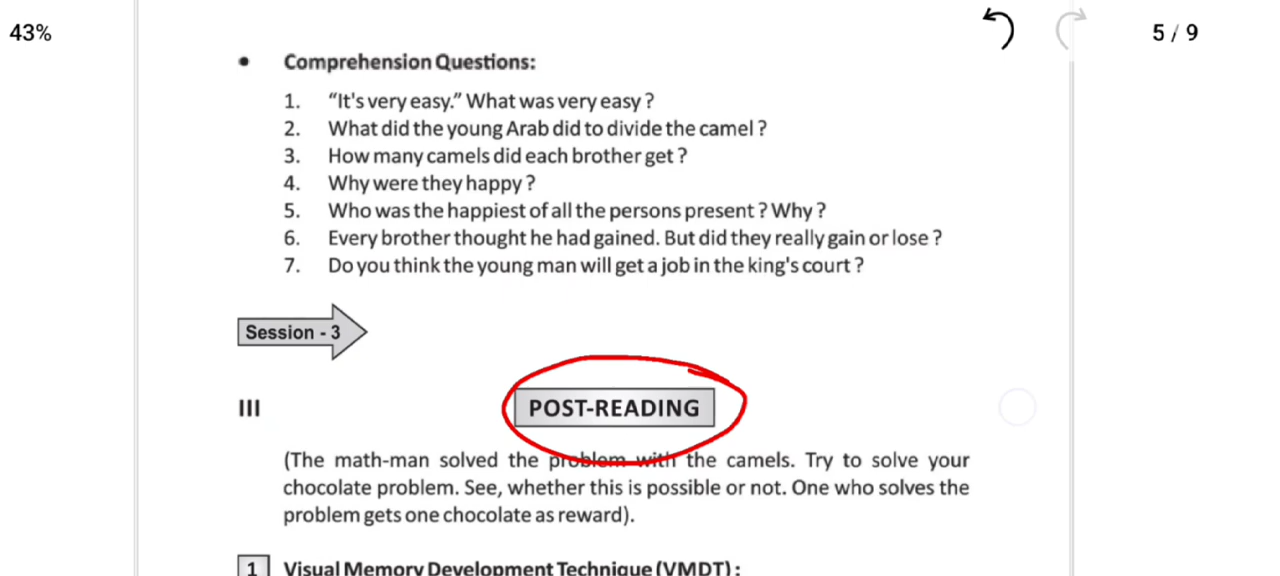 43%
5 / 9
• Comprehension Questions:
1. “It's very easy.” What was very easy ?
2. What did the young Arab did to divide the camel ?
3. How many camels did each brother get ?
4. Why were they happy ?
5. Who was the happiest of all the persons present ? Why ?
6. Every brother thought he had gained. But did they really gain or lose ?
7. Do you think the young man will get a job in the king's court ?
Session - 3
III POST-READING
(The math-man solved the problem with the camels. Try to solve your
chocolate problem. See, whether this is possible or not. One who solves the
problem gets one chocolate as reward).
1 Visual Memory Development Technique (VMDT) :